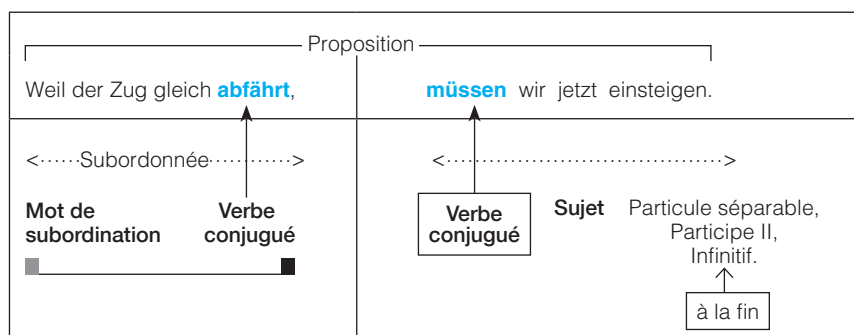 Proposition
Weil der Zug gleich abfährt, müssen wir jetzt einsteigen.
<······Subordonnée············> <······································>
Mot de subordination
Verbe conjugué
Verbe conjugué
Sujet
Particule séparable,
Participe II,
Infinitif.
à la fin